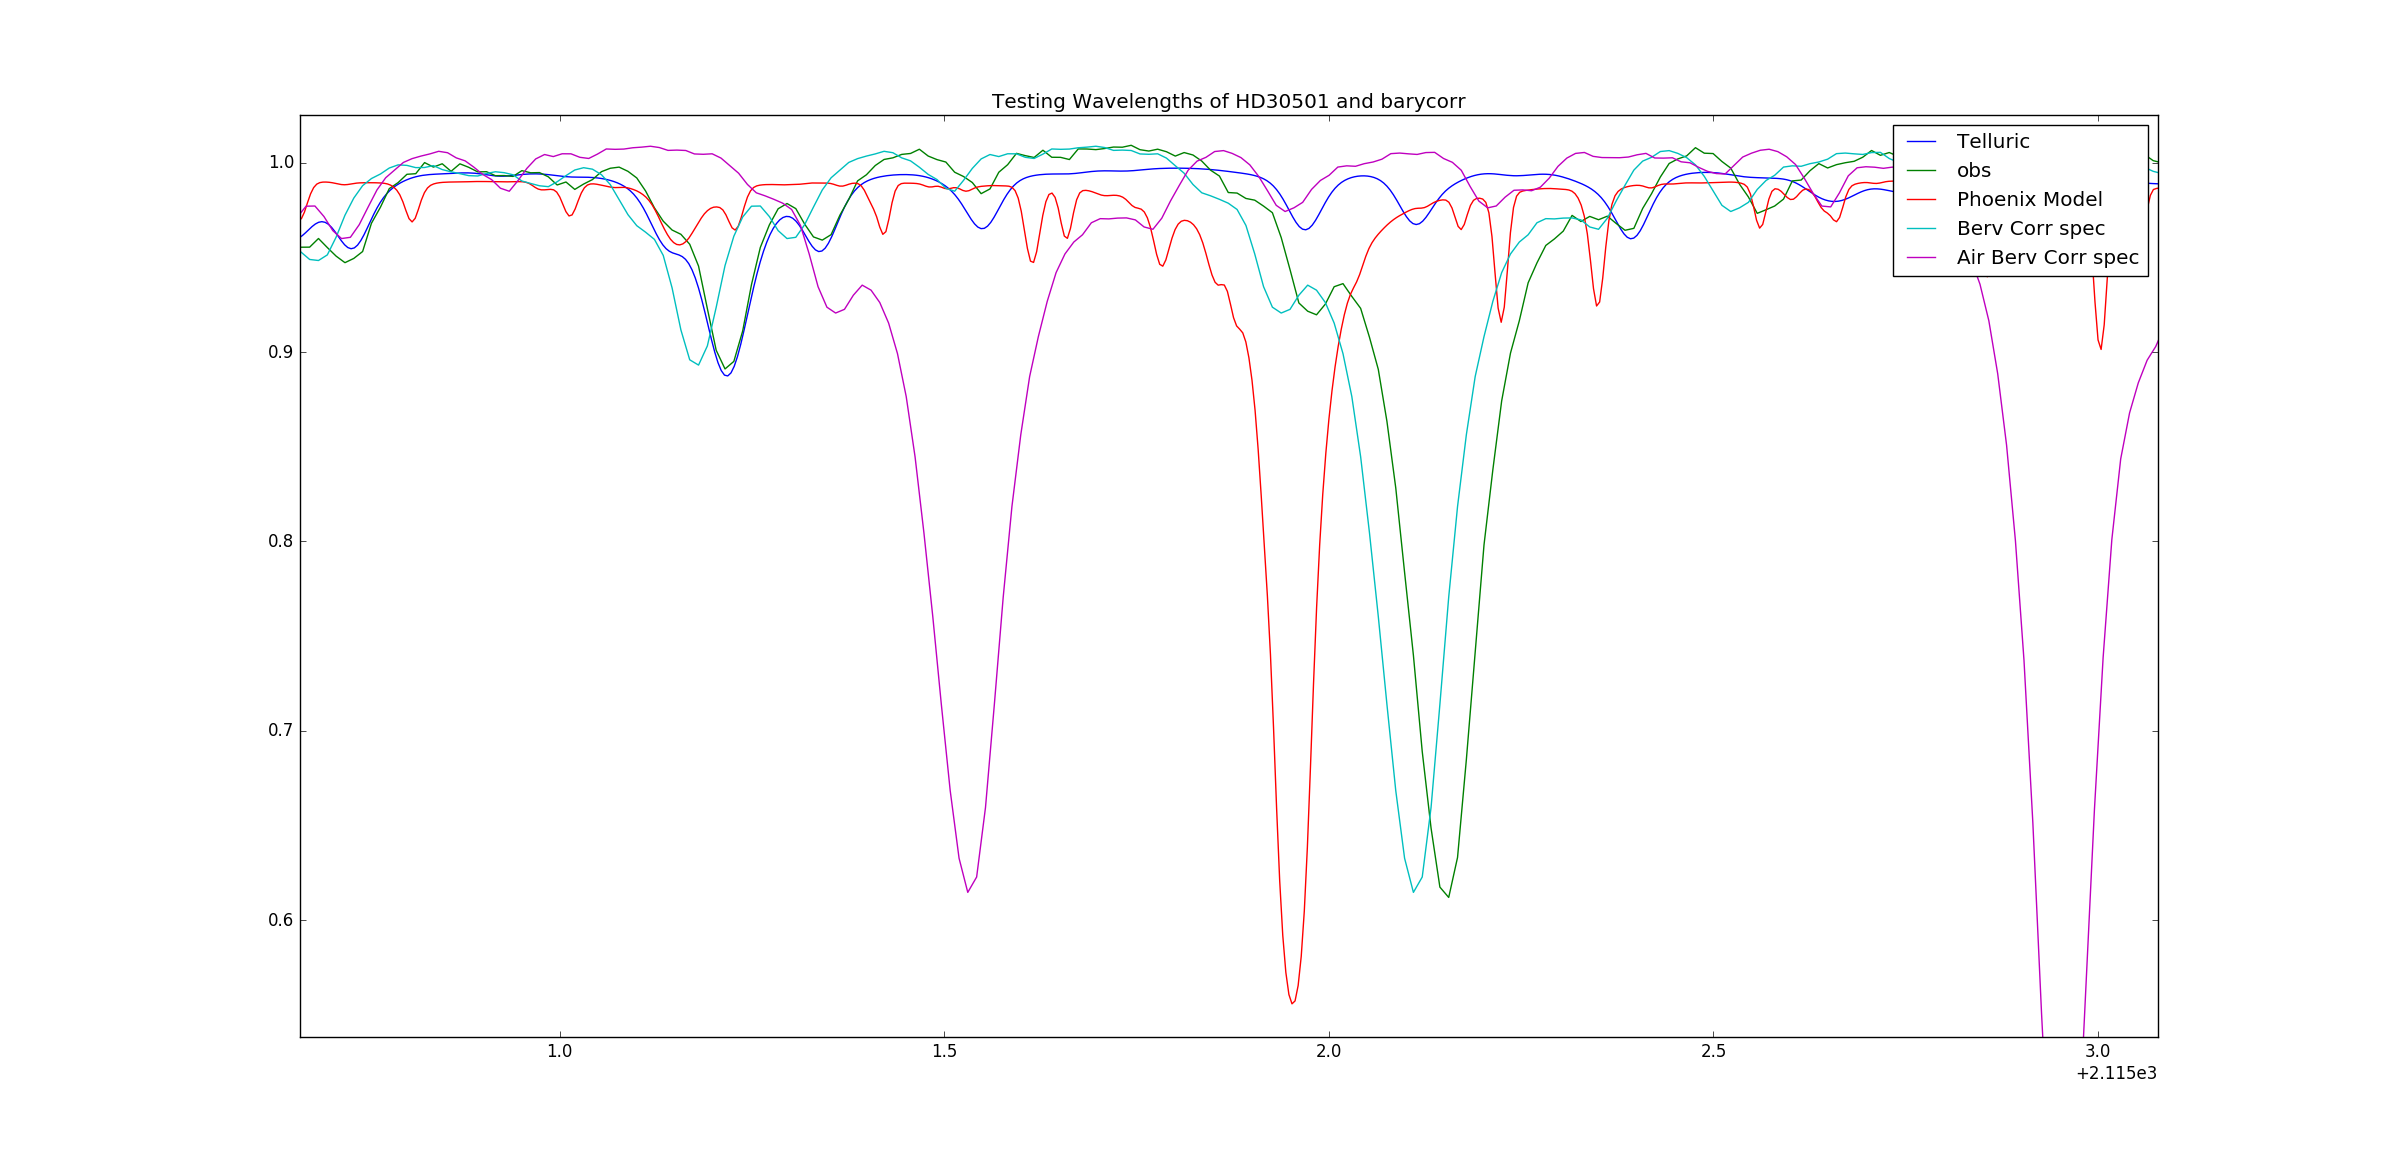 Testing Wavelengths of HD30501 and barycorr
Telluric
obs
Phoenix Model
Berv Corr spec
Air Berv Corr spec
1.0
0.9
0.8
0.7
0.6
1.0 1.5 2.0 2.5 3.0
+2.115e3